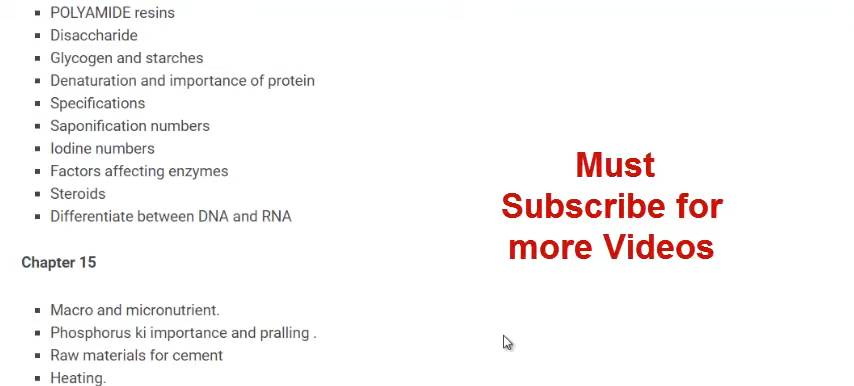 POLYAMIDE resins
Disaccharide
Glycogen and starches
Denaturation and importance of protein
Specifications
Saponification numbers
Iodine numbers
Factors affecting enzymes
Steroids
Differentiate between DNA and RNA
Chapter 15
Macro and micronutrient.
Phosphorus ki importance and pralling .
Raw materials for cement
Heating.
Must
Subscribe for
more Videos